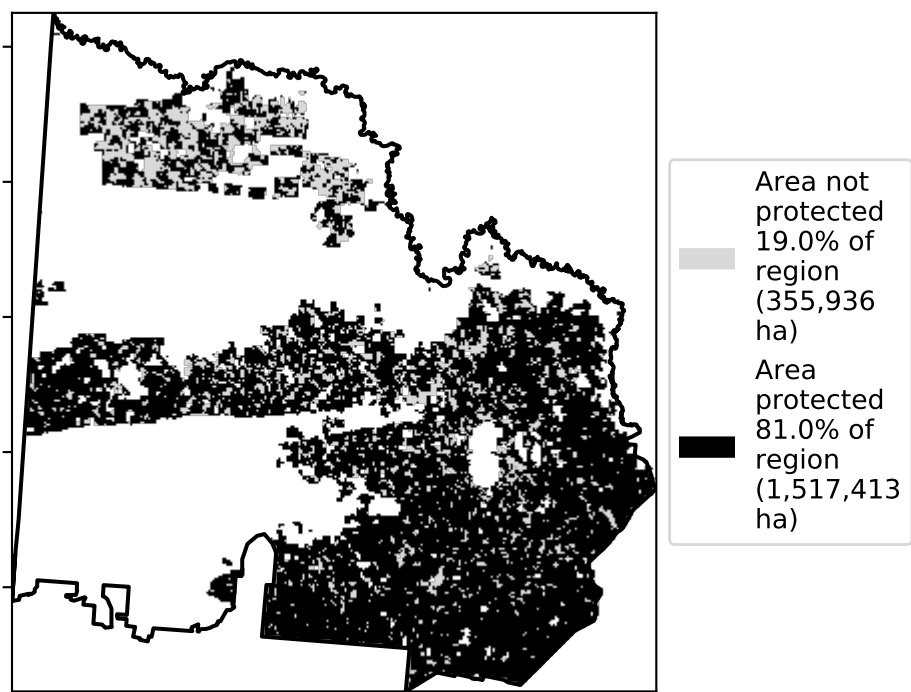 Area not
protected
19.0% of
region
(355,936
ha)
Area
protected
81.0% of
region
(1,517,413
ha)